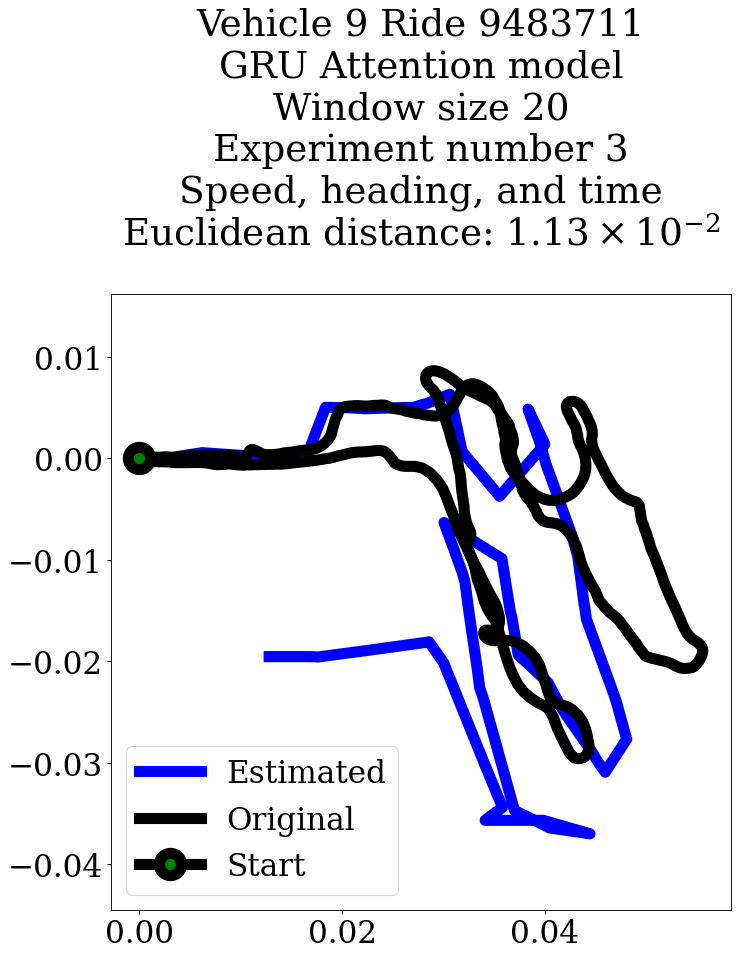 Vehicle 9 Ride 9483711
GRU Attention model
Window size 20
Experiment number 3
Speed, heading, and time
Euclidean distance: 1.13 × 10⁻²
0.01
0.00
−0.01
−0.02
−0.03
−0.04
Estimated
Original
Start
0.00 0.02 0.04